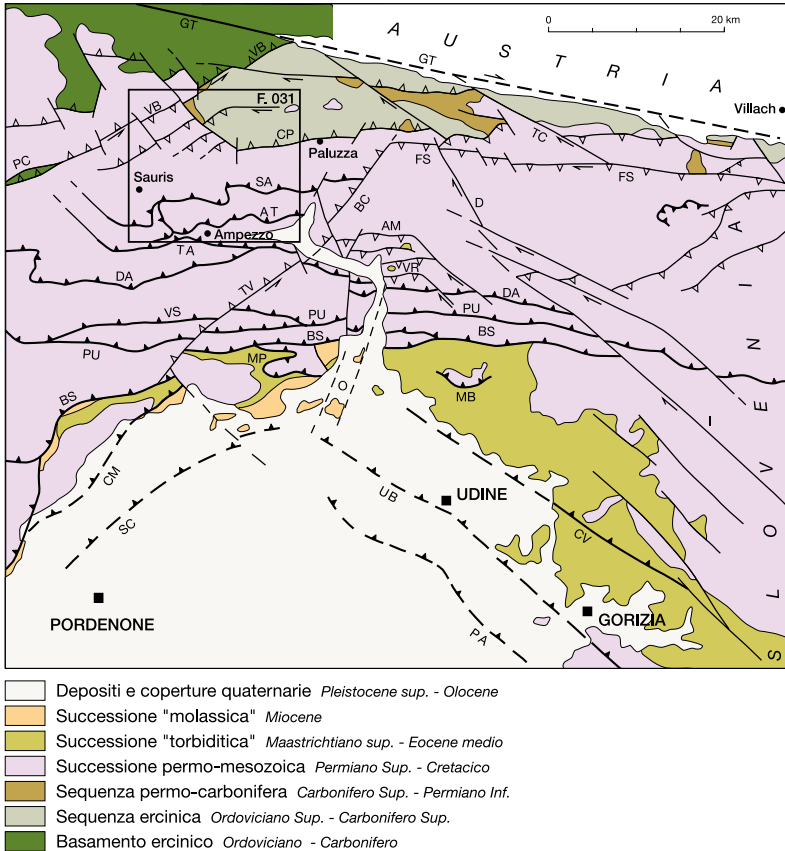 GT
AUSTRIA
0 20 km
VB
GT
Villach
F. 031
VB
CP
Paluzza
TC
PC
FS
FS
Sauris
SA
BC
D
AT
AM
Ampezzo
TA
VR
DA
TV
DA
VS
PU
PU
PU
BS
BS
MP
BS
O
MB
CM
SC
UB
UDINE
CV
PORDENONE
GORIZIA
PA
SLOVENIA
Depositi e coperture quaternarie Pleistocene sup. - Olocene
Successione "molassica" Miocene
Successione "torbiditica" Maastrichtiano sup. - Eocene medio
Successione permo-mesozoica Permiano Sup. - Cretacico
Sequenza permo-carbonifera Carbonifero Sup. - Permiano Inf.
Sequenza ercinica Ordoviciano Sup. - Carbonifero Sup.
Basamento ercinico Ordoviciano - Carbonifero